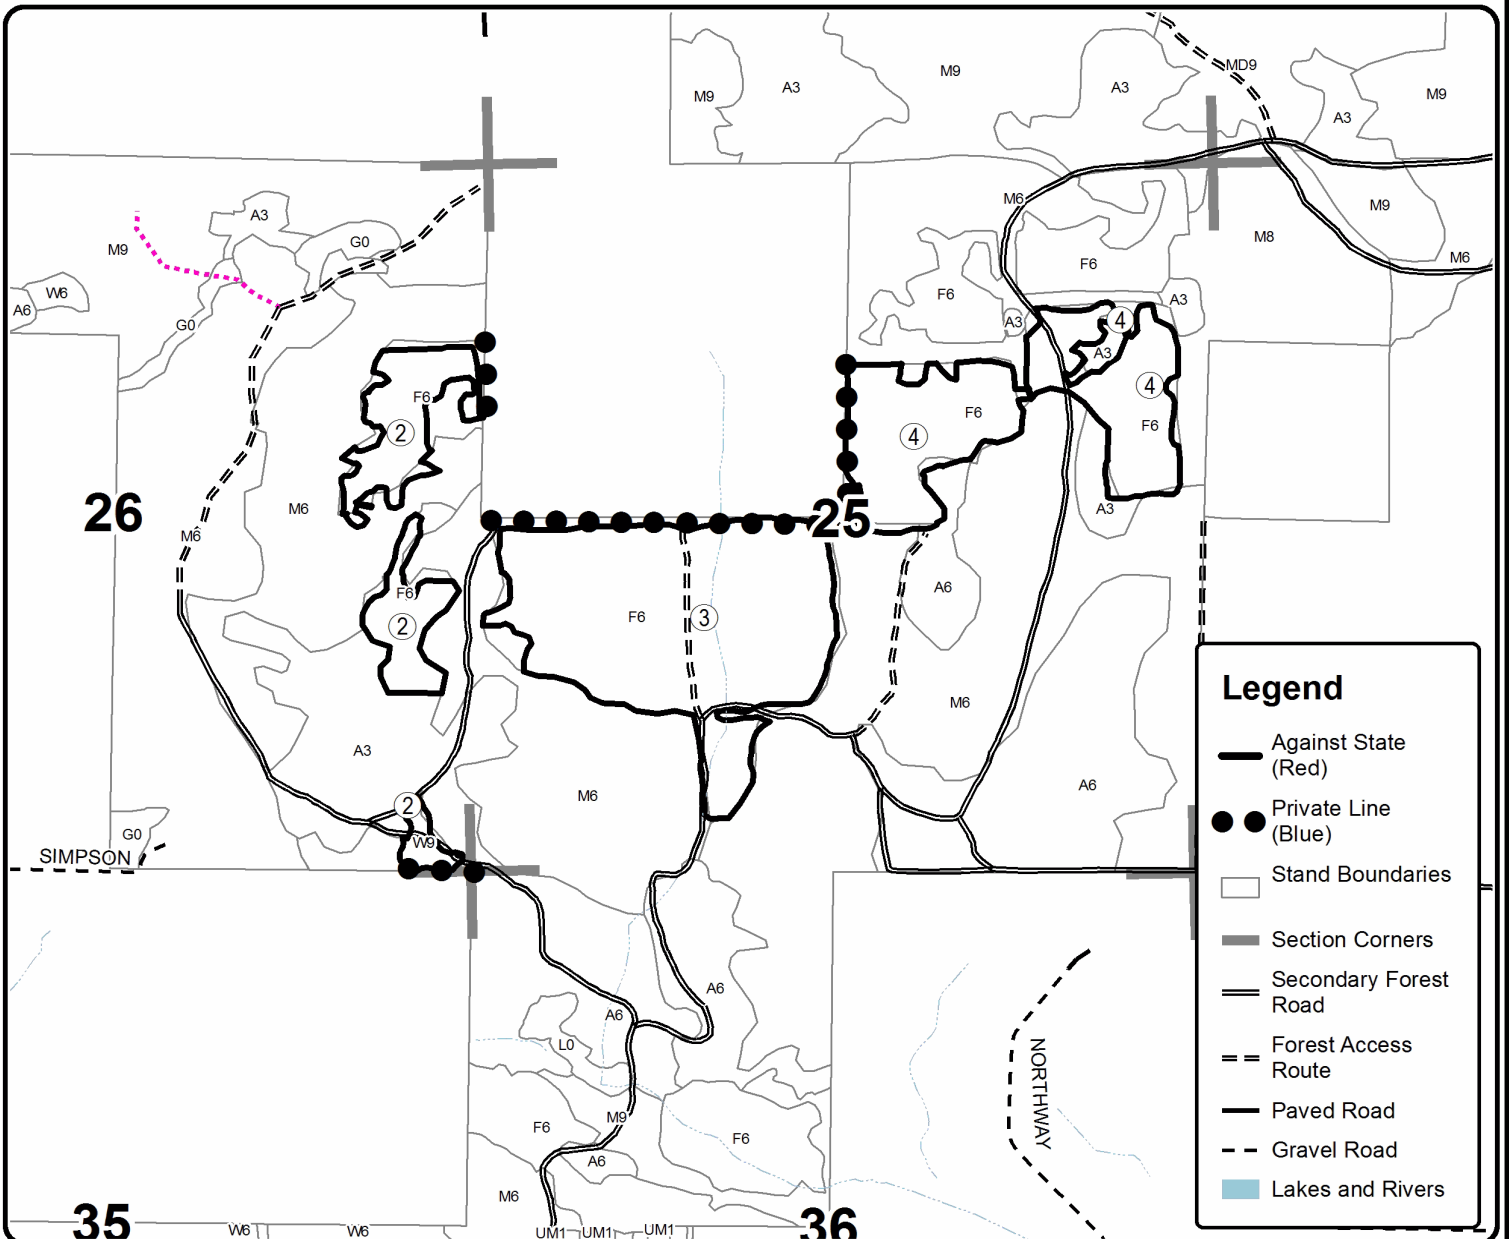 MD9
M9
A3
M9
A3
M9
A3
M6
M9
A3
M9
G0
M8
M6
F6
W6
F6
A3
A6
A3
G0
4
A3
4
F6
F6
F6
2
4
26
M6
A3
25
M6
A6
F6
F6
3
2
M6
A3
A6
M6
2
G0
W9
SIMPSON
A6
A6
L0
NORTHWAY
M9
F6
F6
A6
M6
35
36
W6
W6
UM1
UM1
UM1
Legend
Against State
(Red)
Private Line
(Blue)
Stand Boundaries
Section Corners
Secondary Forest
Road
Forest Access
Route
Paved Road
Gravel Road
Lakes and Rivers